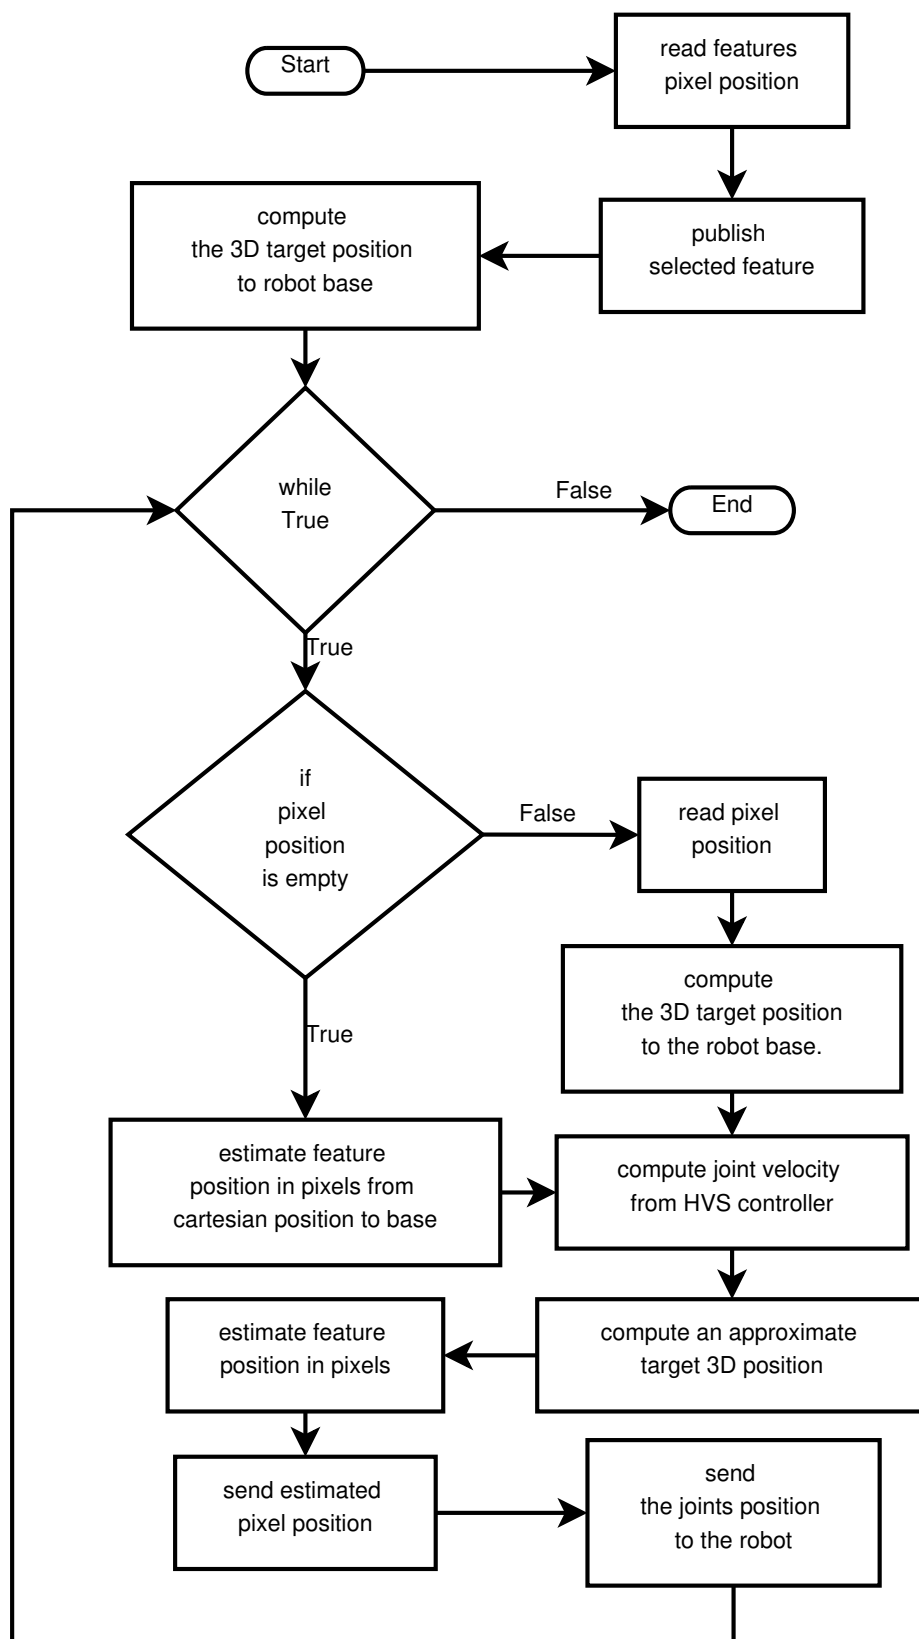 Start
read features
pixel position
publish
selected feature
compute
the 3D target position
to robot base
while
True
False
End
True
if
pixel
position
is empty
False
read pixel
position
compute
the 3D target position
to the robot base.
True
estimate feature
position in pixels from
cartesian position to base
compute joint velocity
from HVS controller
compute an approximate
target 3D position
estimate feature
position in pixels
send estimated
pixel position
send
the joints position
to the robot